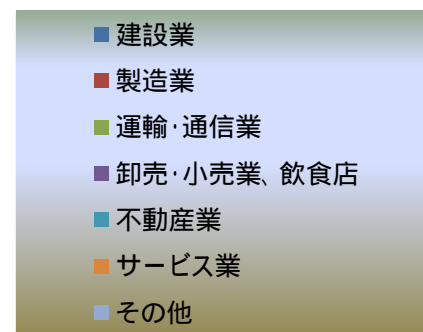 建設業
製造業
運輸・通信業
卸売・小売業、飲食店
不動産業
サービス業
その他